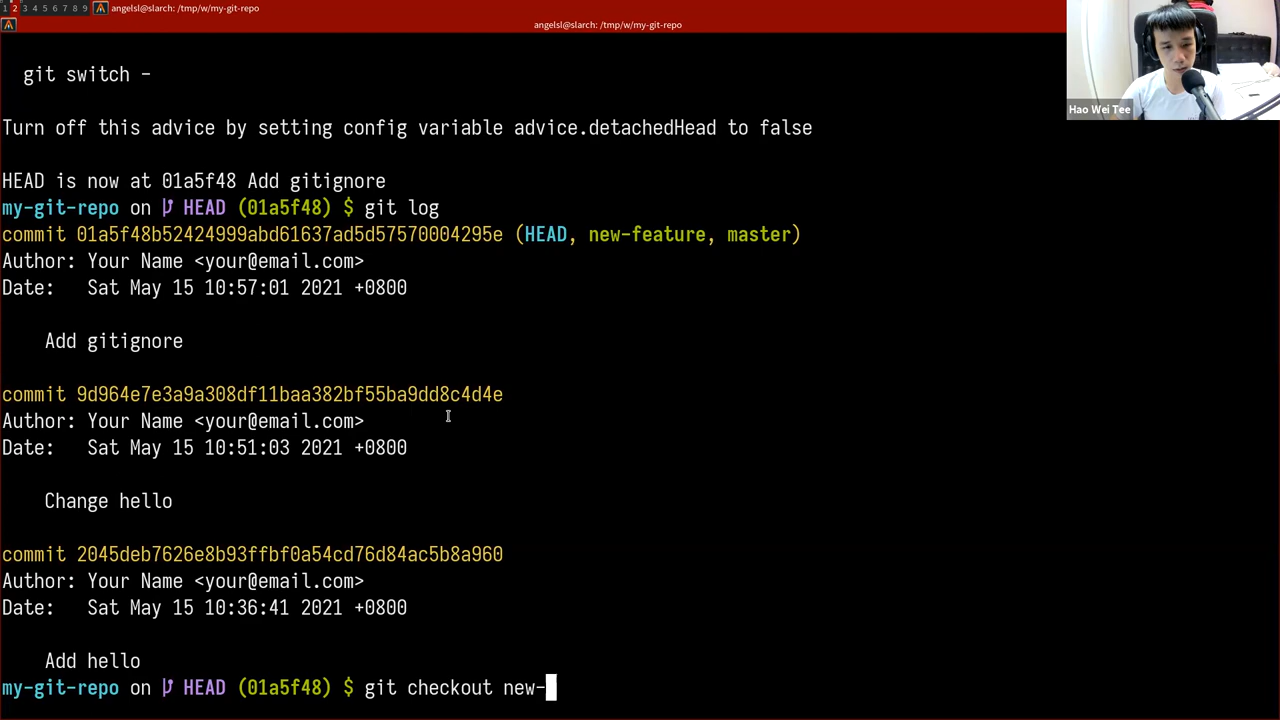 1 2 3 4 5 6 7 8 9 angelsl@slarch: /tmp/w/my-git-repo
angelsl@slarch: /tmp/w/my-git-repo
git switch -
Hao Wei Tee
Turn off this advice by setting config variable advice.detachedHead to false
HEAD is now at 01a5f48 Add gitignore
my-git-repo on HEAD (01a5f48) $ git log
commit 01a5f48b52424999abd61637ad5d57570004295e (HEAD, new-feature, master)
Author: Your Name <your@email.com>
Date: Sat May 15 10:57:01 2021 +0800
Add gitignore
commit 9d964e7e3a9a308df11baa382bf55ba9dd8c4d4e
Author: Your Name <your@email.com>
Date: Sat May 15 10:51:03 2021 +0800
Change hello
commit 2045deb7626e8b93ffbf0a54cd76d84ac5b8a960
Author: Your Name <your@email.com>
Date: Sat May 15 10:36:41 2021 +0800
Add hello
my-git-repo on HEAD (01a5f48) $ git checkout new-